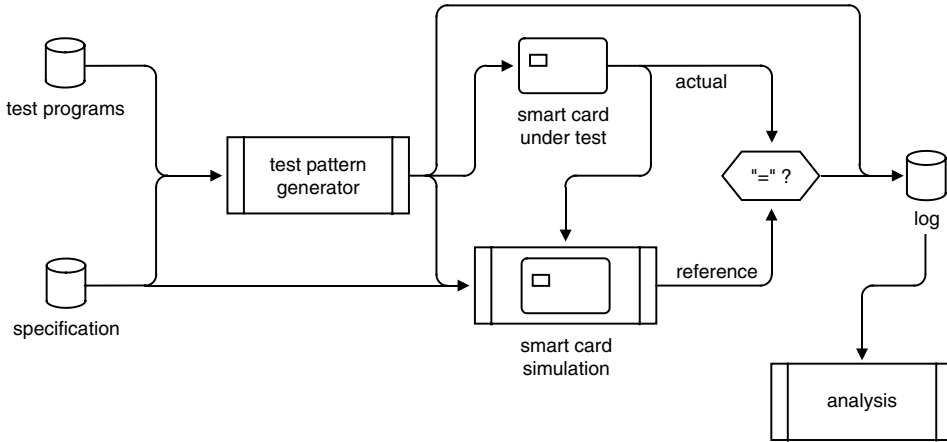 test programs
specification
test pattern
generator
smart card
under test
smart card
simulation
actual
"=" ?
reference
log
analysis